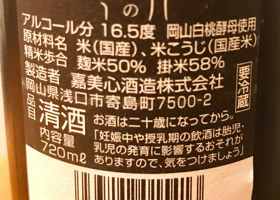 アルコール分 16.5度 岡山白桃酵母使用
原材料名 米(国産)、米こうじ(国産米)
精米歩合 麹米50% 掛米58%
製造者 嘉美心酒造株式会社
岡山県浅口市寄島町7500-2
要冷蔵
品目 清酒
内容量 720mℓ
お酒は二十歳になってから。
「妊娠中や授乳期の飲酒は胎児・
乳児の発育に影響するおそれが
ありますので、気をつけましょう」